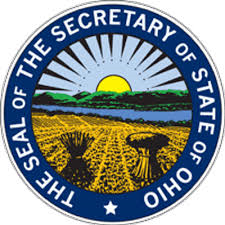 THE SEAL OF THE SECRETARY OF STATE OF OHIO